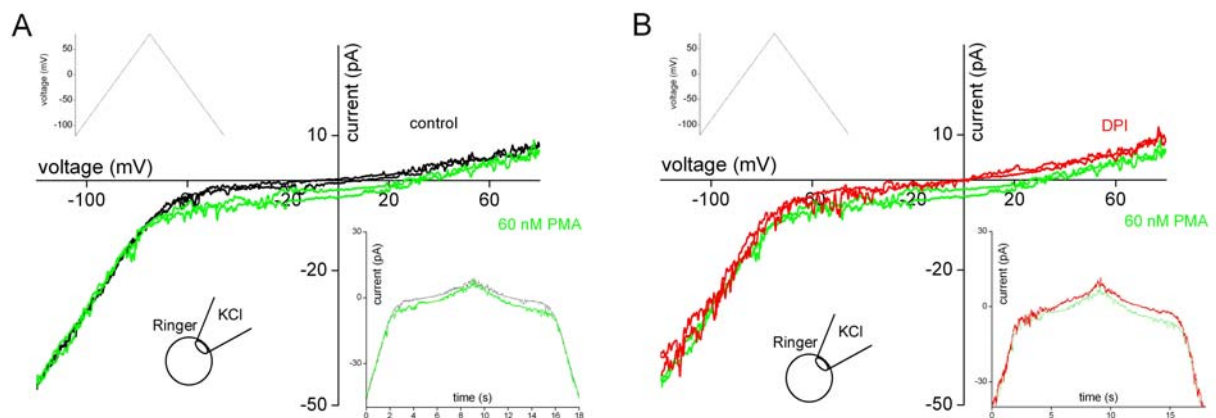 A
50
0
-50
-100
voltage (mV)
current (pA)
control
10
voltage (mV)
-100
-20
20
60
60 nM PMA
-20
-50
Ringer
KCl
30
0
-30
current (pA)
0 2 4 6 8 10 12 14 16 18
time (s)
B
50
0
-50
-100
voltage (mV)
current (pA)
DPI
10
voltage (mV)
-100
-20
20
60
60 nM PMA
-20
-50
Ringer
KCl
30
0
-30
current (pA)
0 5 10 15
time (s)